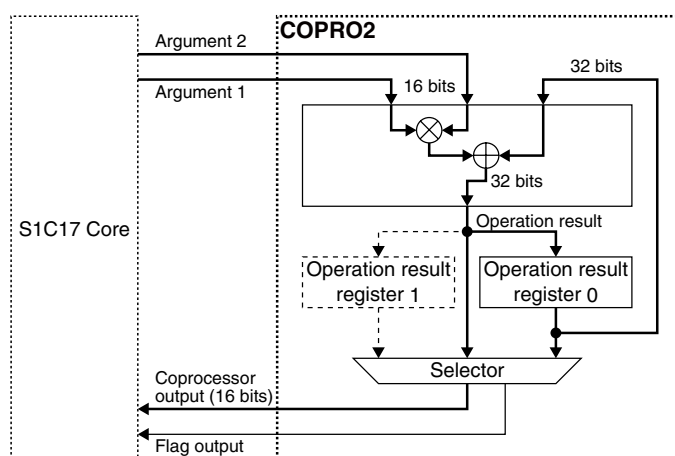 COPRO2
Argument 2
32 bits
16 bits
Argument 1
32 bits
S1C17 Core
Operation result
Operation result
register 1
Operation result
register 0
Selector
Coprocessor
output (16 bits)
Flag output